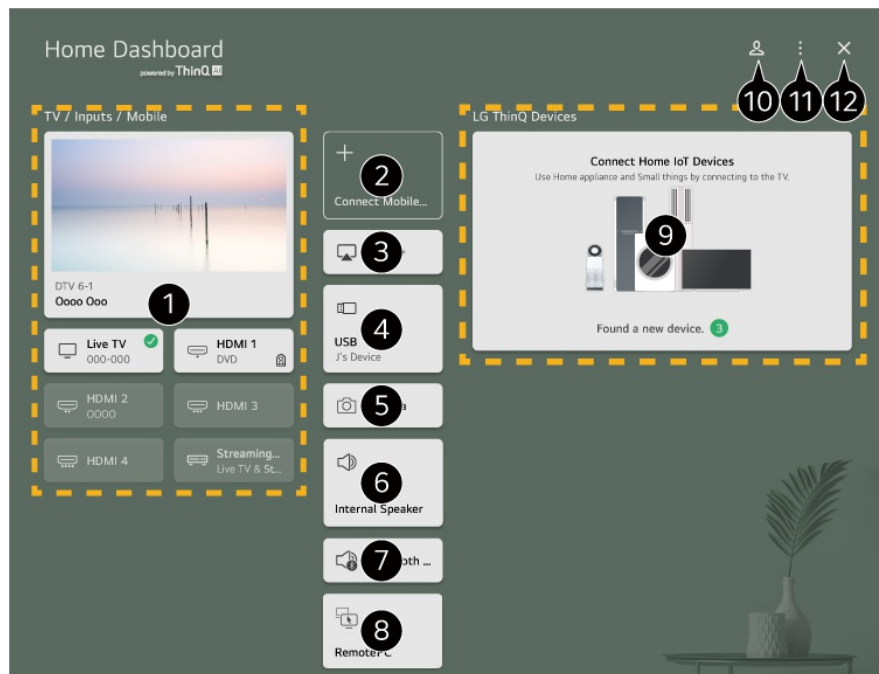 Home Dashboard
powered by ThinQ AI
10
11
12
TV / Inputs / Mobile
DTV 6-1
Oooo Ooo
1
Live TV
000-000
HDMI 1
DVD
HDMI 2
OOOO
HDMI 3
HDMI 4
Streaming...
Live TV & St...
2
Connect Mobile...
3
4
USB
J's Device
5
6
Internal Speaker
7
8
LG ThinQ Devices
Connect Home IoT Devices
Use Home appliance and Small things by connecting to the TV.
9
Found a new device. 3